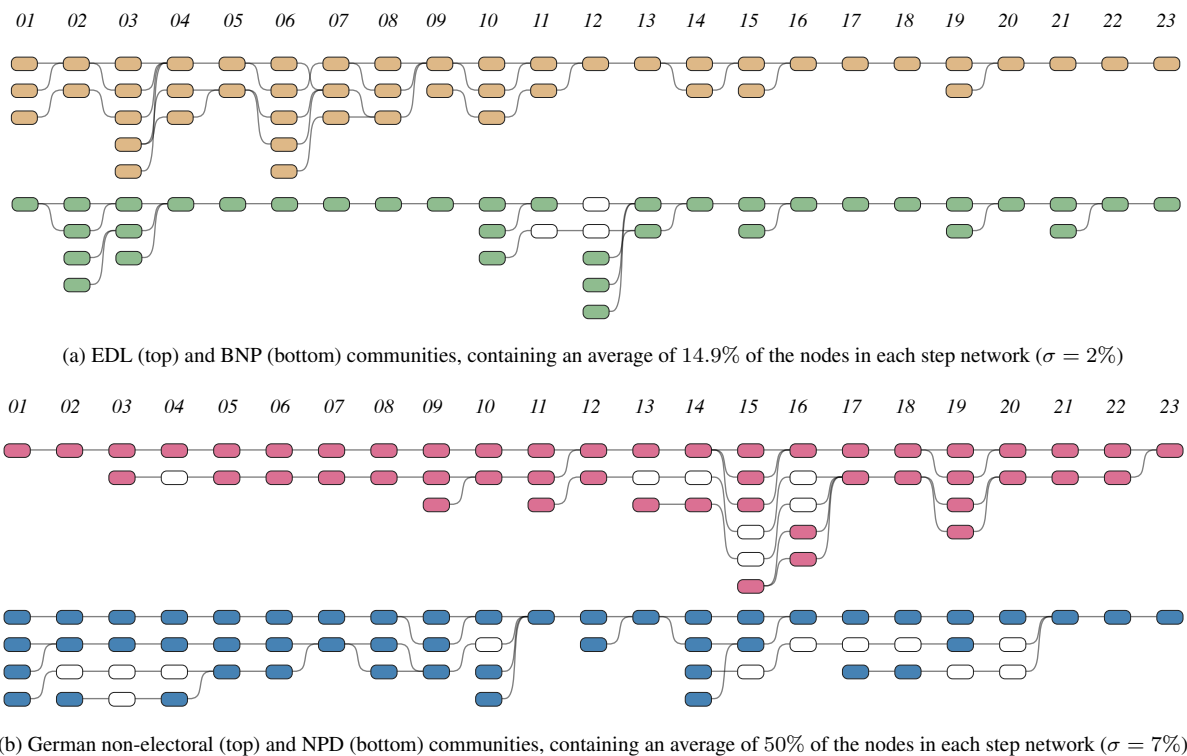 01 02 03 04 05 06 07 08 09 10 11 12 13 14 15 16 17 18 19 20 21 22 23
(a) EDL (top) and BNP (bottom) communities, containing an average of 14.9% of the nodes in each step network (σ = 2%)
01 02 03 04 05 06 07 08 09 10 11 12 13 14 15 16 17 18 19 20 21 22 23
(b) German non-electoral (top) and NPD (bottom) communities, containing an average of 50% of the nodes in each step network (σ = 7%)